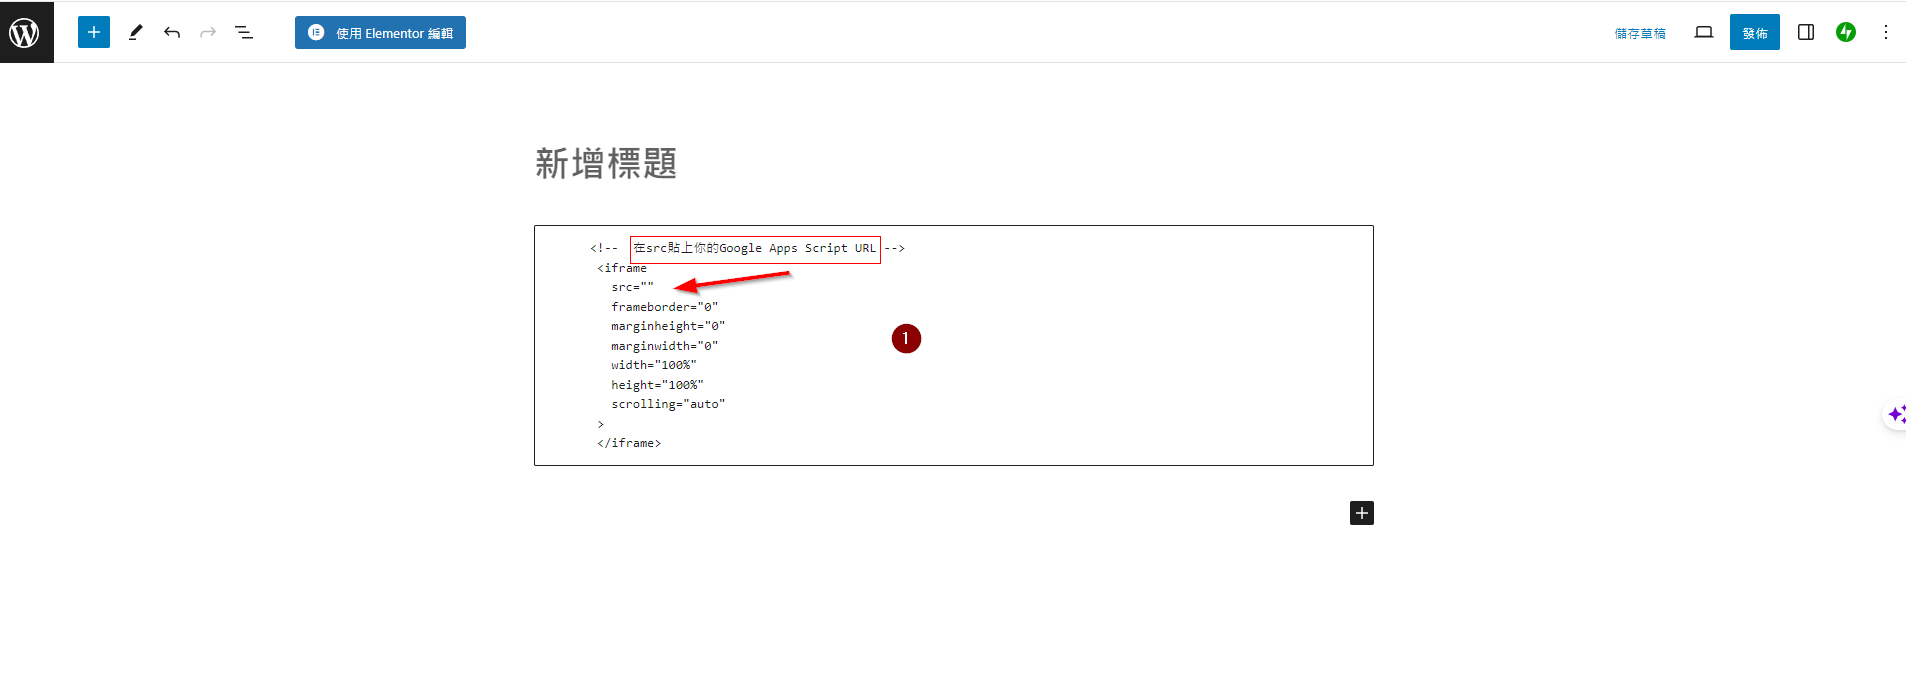 使用 Elementor 編輯
儲存草稿
發佈
新增標題
<!-- 在src貼上你的Google Apps Script URL -->
<iframe
src=""
frameborder="0"
marginheight="0"
marginwidth="0"
width="100%"
height="100%"
scrolling="auto"
>
</iframe>
1